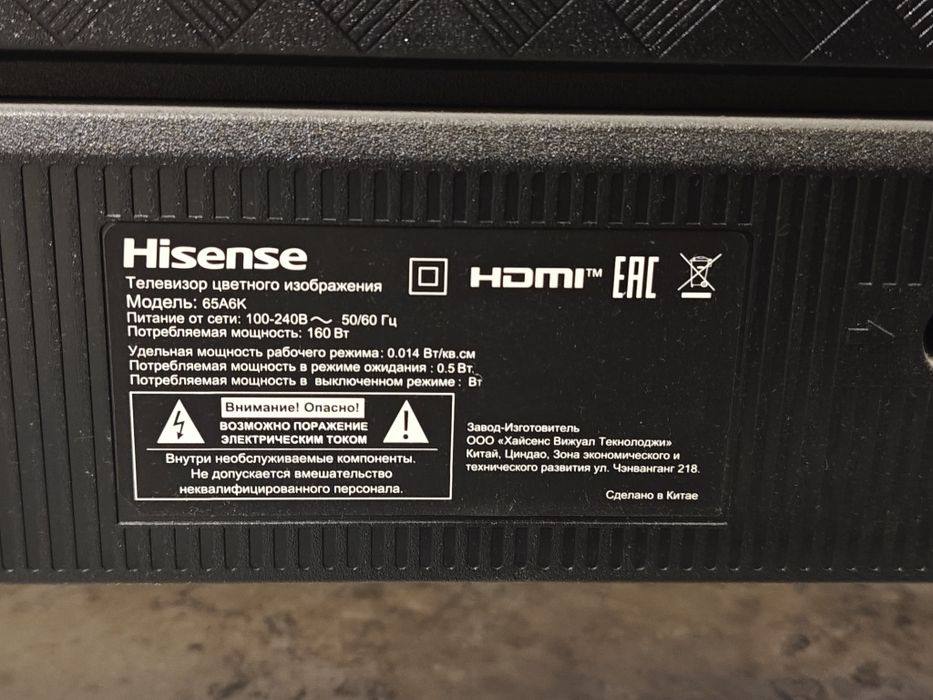 Hisense
Телевизор цветного изображения
HDMI™ EAC
Модель: 65A6K
Питание от сети: 100-240В ~ 50/60 Гц
Потребляемая мощность: 160 Вт
Удельная мощность рабочего режима: 0.014 Вт/кв.см
Потребляемая мощность в режиме ожидания : 0.5 Вт.
Потребляемая мощность в выключенном режиме : Вт
Внимание! Опасно!
ВОЗМОЖНО ПОРАЖЕНИЕ
ЭЛЕКТРИЧЕСКИМ ТОКОМ
Внутри необслуживаемые компоненты.
Не допускается вмешательство
неквалифицированного персонала.
Завод-Изготовитель
ООО «Хайсенс Вижуал Текнолоджи»
Китай, Циндао, Зона экономического и
технического развития ул. Чэнванганг 218.
Сделано в Китае